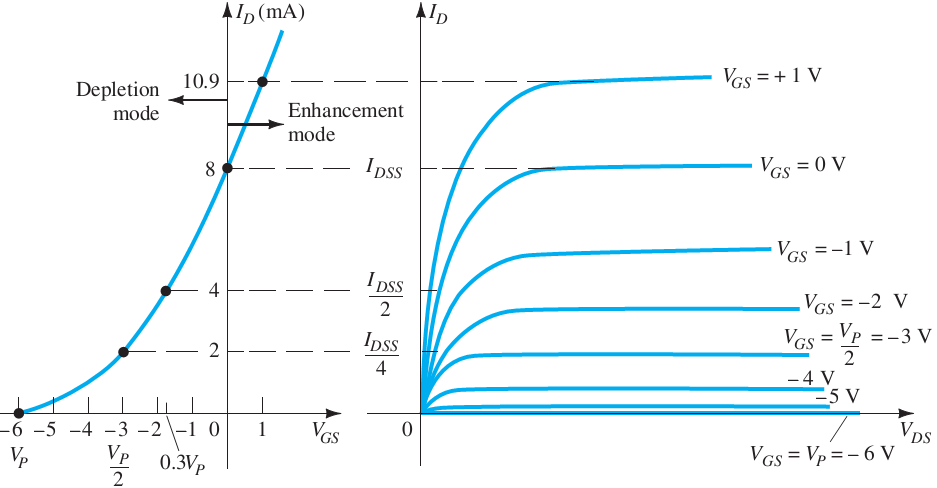 I_D (mA)
10.9
Depletion
mode
Enhancement
mode
8
4
2
–6 –5 –4 –3 –2 –1 0 1 V_GS
V_P
V_P
2
0.3V_P
I_D
I_DSS
I_DSS
2
I_DSS
4
V_GS = + 1 V
V_GS = 0 V
V_GS = –1 V
V_GS = –2 V
V_GS = V_P/2 = –3 V
– 4 V
–5 V
0 V_DS
V_GS = V_P = – 6 V